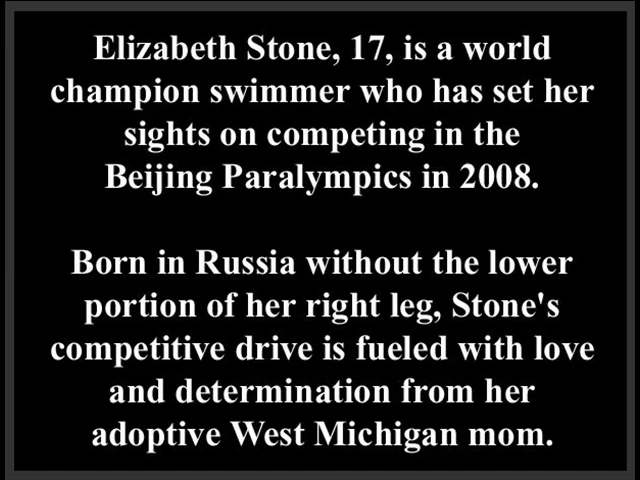 Elizabeth Stone, 17, is a world
champion swimmer who has set her
sights on competing in the
Beijing Paralympics in 2008.
Born in Russia without the lower
portion of her right leg, Stone's
competitive drive is fueled with love
and determination from her
adoptive West Michigan mom.